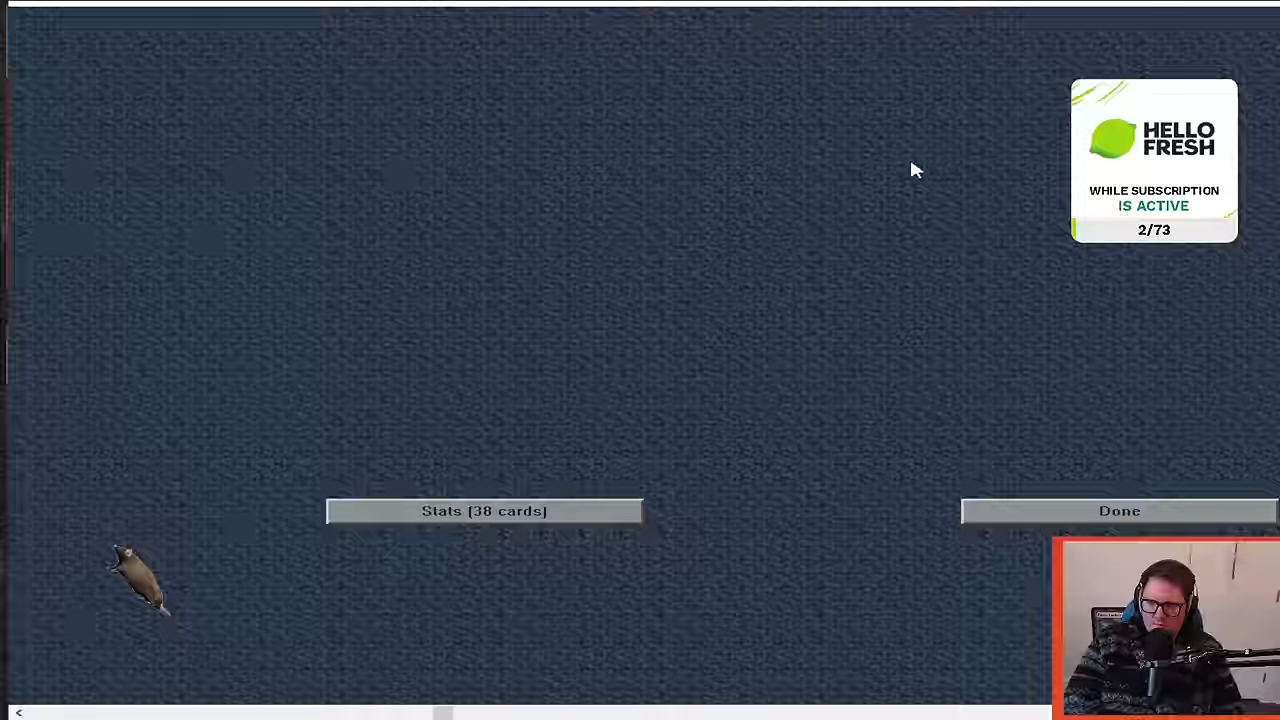 HELLO
FRESH
WHILE SUBSCRIPTION
IS ACTIVE
2/73
Stats (38 cards)
Done
<